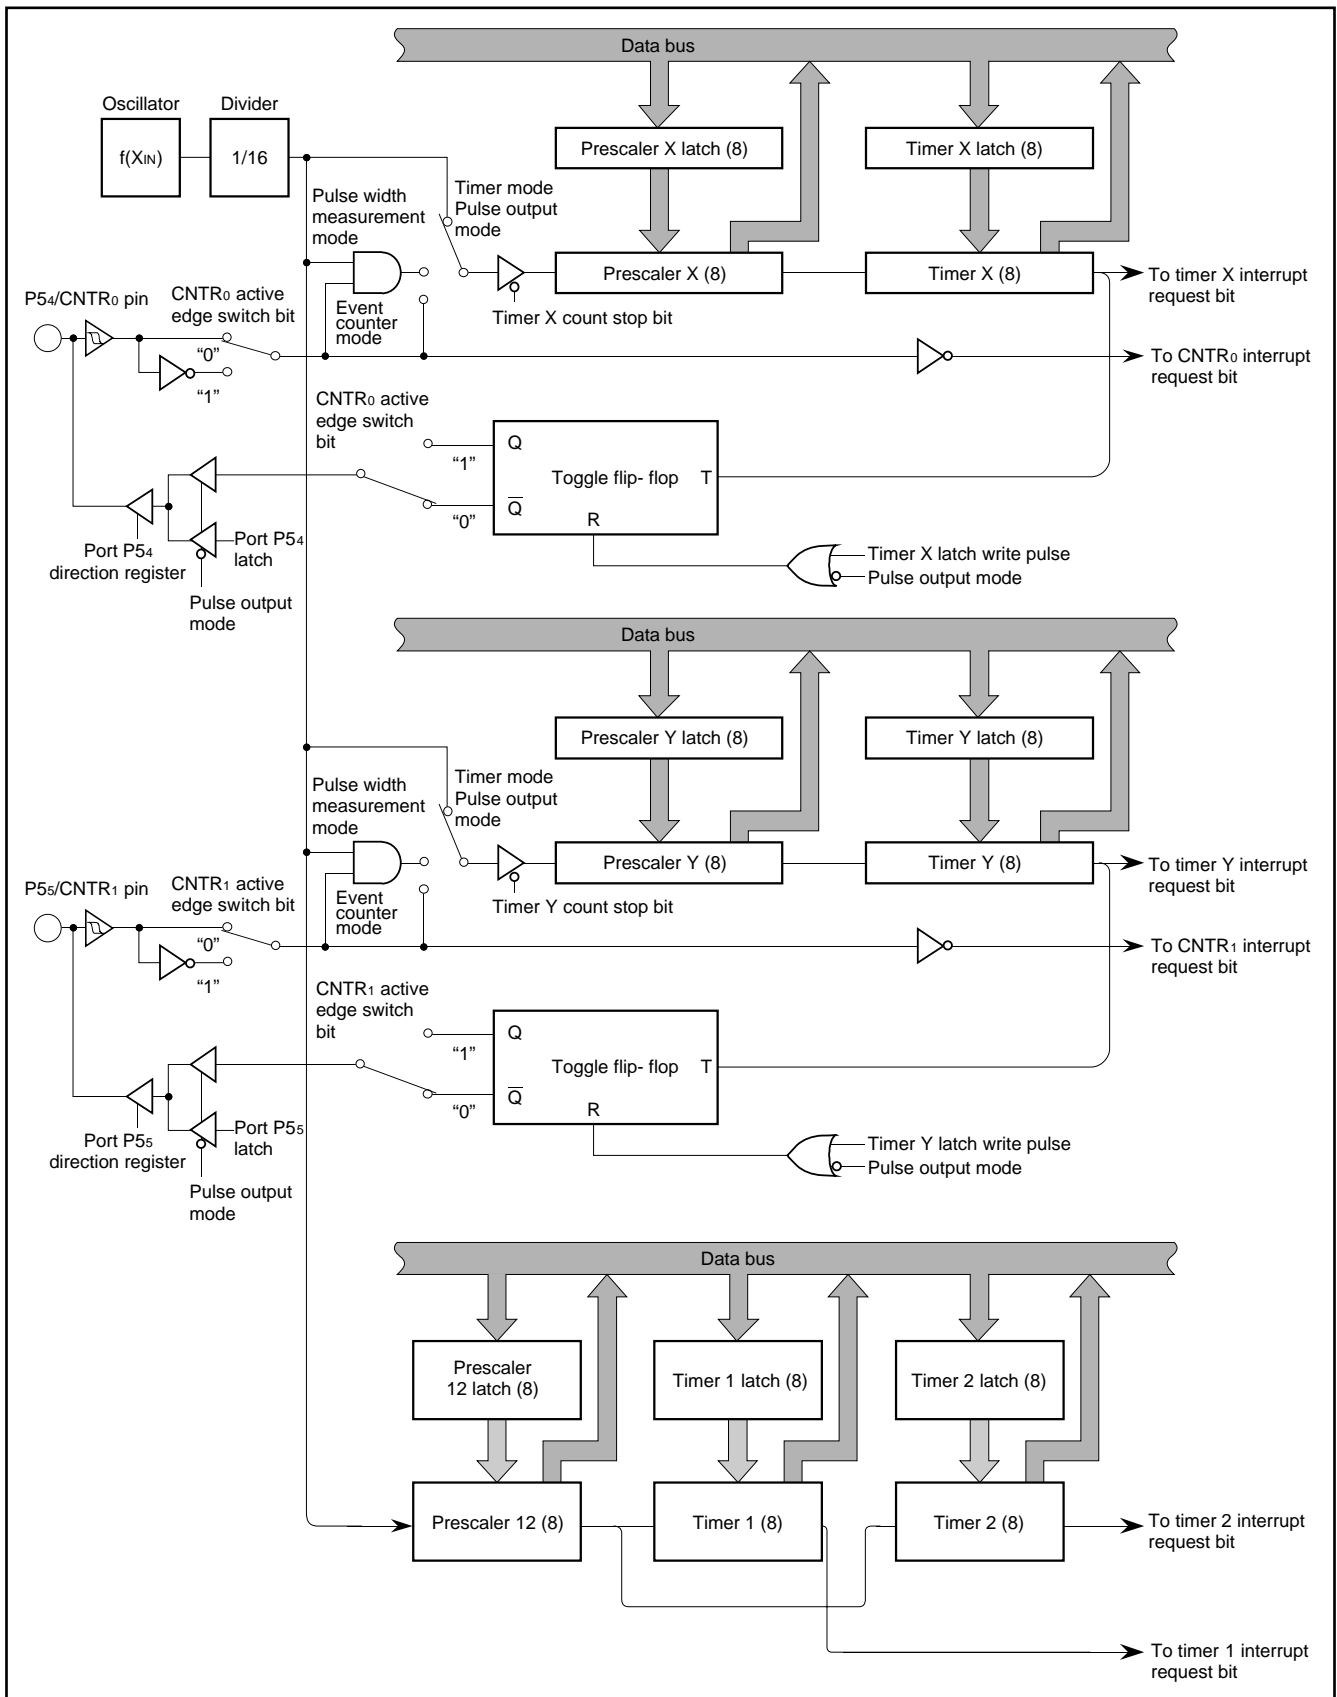 Data bus
Oscillator
Divider
f(XIN)
1/16
Prescaler X latch (8)
Timer X latch (8)
Pulse width
measurement
mode
Timer mode
Pulse output
mode
Prescaler X (8)
Timer X (8)
To timer X interrupt
request bit
P54/CNTR0 pin
CNTR0 active
edge switch bit
Event
counter
mode
Timer X count stop bit
“0”
“1”
To CNTR0 interrupt
request bit
CNTR0 active
edge switch
bit
“1”
“0”
Q
Q
Toggle flip- flop
T
R
Port P54
direction register
Port P54
latch
Pulse output
mode
Timer X latch write pulse
Pulse output mode
Data bus
Prescaler Y latch (8)
Timer Y latch (8)
Pulse width
measurement
mode
Timer mode
Pulse output
mode
Prescaler Y (8)
Timer Y (8)
To timer Y interrupt
request bit
P55/CNTR1 pin
CNTR1 active
edge switch bit
Event
counter
mode
Timer Y count stop bit
“0”
“1”
To CNTR1 interrupt
request bit
CNTR1 active
edge switch
bit
“1”
“0”
Q
Q
Toggle flip- flop
T
R
Port P55
direction register
Port P55
latch
Pulse output
mode
Timer Y latch write pulse
Pulse output mode
Data bus
Prescaler
12 latch (8)
Timer 1 latch (8)
Timer 2 latch (8)
Prescaler 12 (8)
Timer 1 (8)
Timer 2 (8)
To timer 2 interrupt
request bit
To timer 1 interrupt
request bit